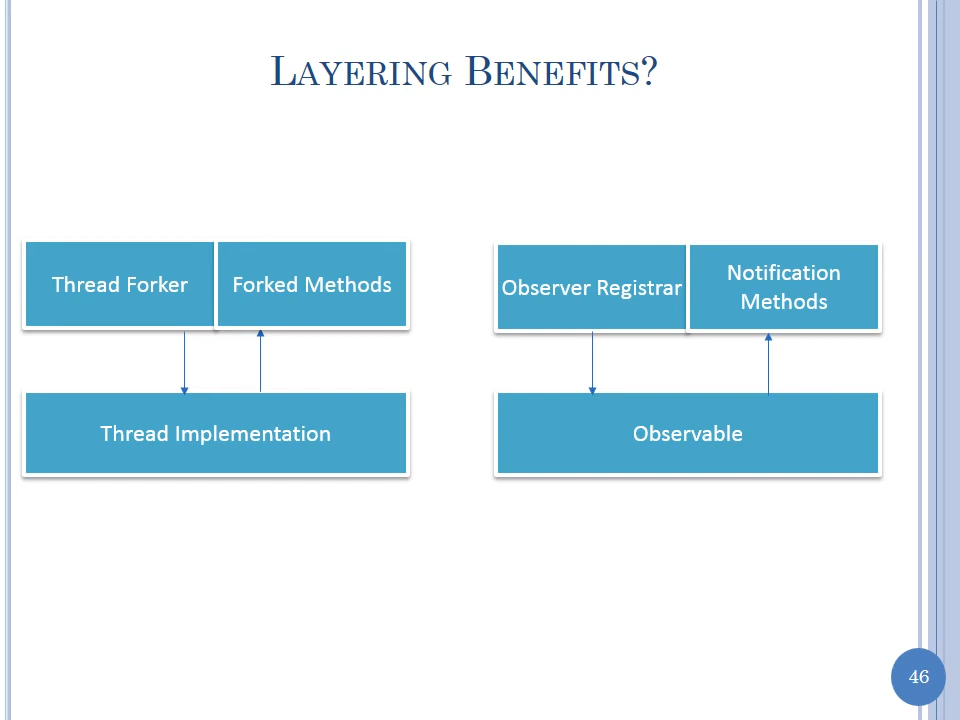 LAYERING BENEFITS?
Thread Forker
Forked Methods
Observer Registrar
Notification
Methods
Thread Implementation
Observable
46